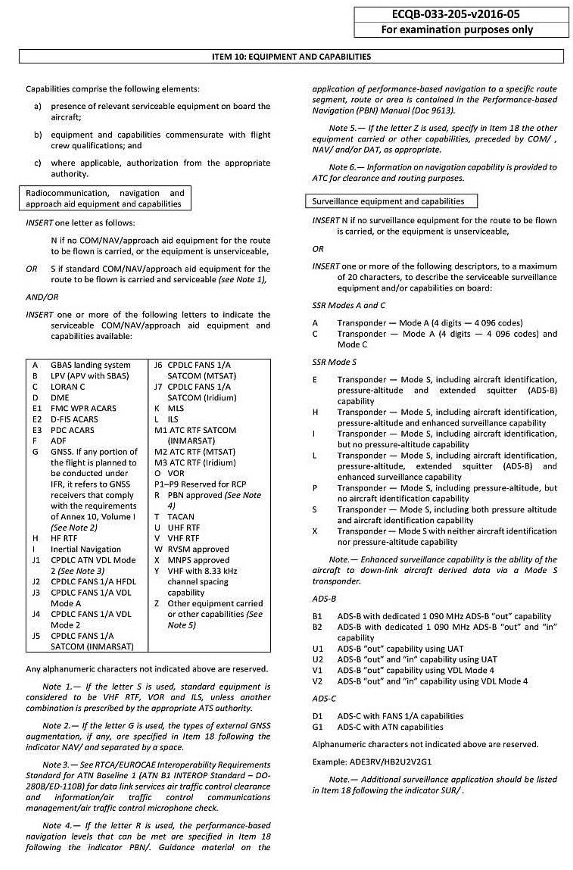 ECQB-033-205-v2016-05
For examination purposes only
ITEM 10: EQUIPMENT AND CAPABILITIES
Capabilities comprise the following elements:
a) presence of relevant serviceable equipment on board the
aircraft;
b) equipment and capabilities commensurate with flight
crew qualifications; and
c) where applicable, authorization from the appropriate
authority.
Radiocommunication, navigation and
approach aid equipment and capabilities
INSERT one letter as follows:
N if no COM/NAV/approach aid equipment for the route
to be flown is carried, or the equipment is unserviceable,
OR S if standard COM/NAV/approach aid equipment for the
route to be flown is carried and serviceable (see Note 1),
AND/OR
INSERT one or more of the following letters to indicate the
serviceable COM/NAV/approach aid equipment and
capabilities available:
A GBAS landing system
B LPV (APV with SBAS)
C LORAN C
D DME
E1 FMC WPR ACARS
E2 D-FIS ACARS
E3 PDC ACARS
F ADF
G GNSS. If any portion of
the flight is planned to
be conducted under
IFR, it refers to GNSS
receivers that comply
with the requirements
of Annex 10, Volume I
(See Note 2)
H HF RTF
I Inertial Navigation
J1 CPDLC ATN VDL Mode
2 (See Note 3)
J2 CPDLC FANS 1/A HFDL
J3 CPDLC FANS 1/A VDL
Mode A
J4 CPDLC FANS 1/A VDL
Mode 2
J5 CPDLC FANS 1/A
SATCOM (INMARSAT)
J6 CPDLC FANS 1/A
SATCOM (MTSAT)
J7 CPDLC FANS 1/A
SATCOM (Iridium)
K MLS
L ILS
M1 ATC RTF SATCOM
(INMARSAT)
M2 ATC RTF (MTSAT)
M3 ATC RTF (Iridium)
O VOR
P1–P9 Reserved for RCP
R PBN approved (See Note
4)
T TACAN
U UHF RTF
V VHF RTF
W RVSM approved
X MNPS approved
Y VHF with 8.33 kHz
channel spacing
capability
Z Other equipment carried
or other capabilities (See
Note 5)
Any alphanumeric characters not indicated above are reserved.
Note 1.— If the letter S is used, standard equipment is
considered to be VHF RTF, VOR and ILS, unless another
combination is prescribed by the appropriate ATS authority.
Note 2.— If the letter G is used, the types of external GNSS
augmentation, if any, are specified in Item 18 following the
indicator NAV/ and separated by a space.
Note 3.— See RTCA/EUROCAE Interoperability Requirements
Standard for ATN Baseline 1 (ATN B1 INTEROP Standard – DO-
280B/ED-110B) for data link services air traffic control clearance
and information/air traffic control communications
management/air traffic control microphone check.
Note 4.— If the letter R is used, the performance-based
navigation levels that can be met are specified in Item 18
following the indicator PBN/. Guidance material on the
application of performance-based navigation to a specific route
segment, route or area is contained in the Performance-based
Navigation (PBN) Manual (Doc 9613).
Note 5.— If the letter Z is used, specify in Item 18 the other
equipment carried or other capabilities, preceded by COM/ ,
NAV/ and/or DAT, as appropriate.
Note 6.— Information on navigation capability is provided to
ATC for clearance and routing purposes.
Surveillance equipment and capabilities
INSERT N if no surveillance equipment for the route to be flown
is carried, or the equipment is unserviceable,
OR
INSERT one or more of the following descriptors, to a maximum
of 20 characters, to describe the serviceable surveillance
equipment and/or capabilities on board:
SSR Modes A and C
A Transponder — Mode A (4 digits — 4 096 codes)
C Transponder — Mode A (4 digits — 4 096 codes) and
Mode C
SSR Mode S
E Transponder — Mode S, including aircraft identification,
pressure-altitude and extended squitter (ADS-B)
capability
H Transponder — Mode S, including aircraft identification,
pressure-altitude and enhanced surveillance capability
I Transponder — Mode S, including aircraft identification,
but no pressure-altitude capability
L Transponder — Mode S, including aircraft identification,
pressure-altitude, extended squitter (ADS-B) and
enhanced surveillance capability
P Transponder — Mode S, including pressure-altitude, but
no aircraft identification capability
S Transponder — Mode S, including both pressure altitude
and aircraft identification capability
X Transponder — Mode S with neither aircraft identification
nor pressure-altitude capability
Note.— Enhanced surveillance capability is the ability of the
aircraft to down-link aircraft derived data via a Mode S
transponder.
ADS-B
B1 ADS-B with dedicated 1 090 MHz ADS-B "out" capability
B2 ADS-B with dedicated 1 090 MHz ADS-B "out" and "in"
capability
U1 ADS-B "out" capability using UAT
U2 ADS-B "out" and "in" capability using UAT
V1 ADS-B "out" capability using VDL Mode 4
V2 ADS-B "out" and "in" capability using VDL Mode 4
ADS-C
D1 ADS-C with FANS 1/A capabilities
G1 ADS-C with ATN capabilities
Alphanumeric characters not indicated above are reserved.
Example: ADE3RV/HB2U2V2G1
Note.— Additional surveillance application should be listed
in Item 18 following the indicator SUR/ .